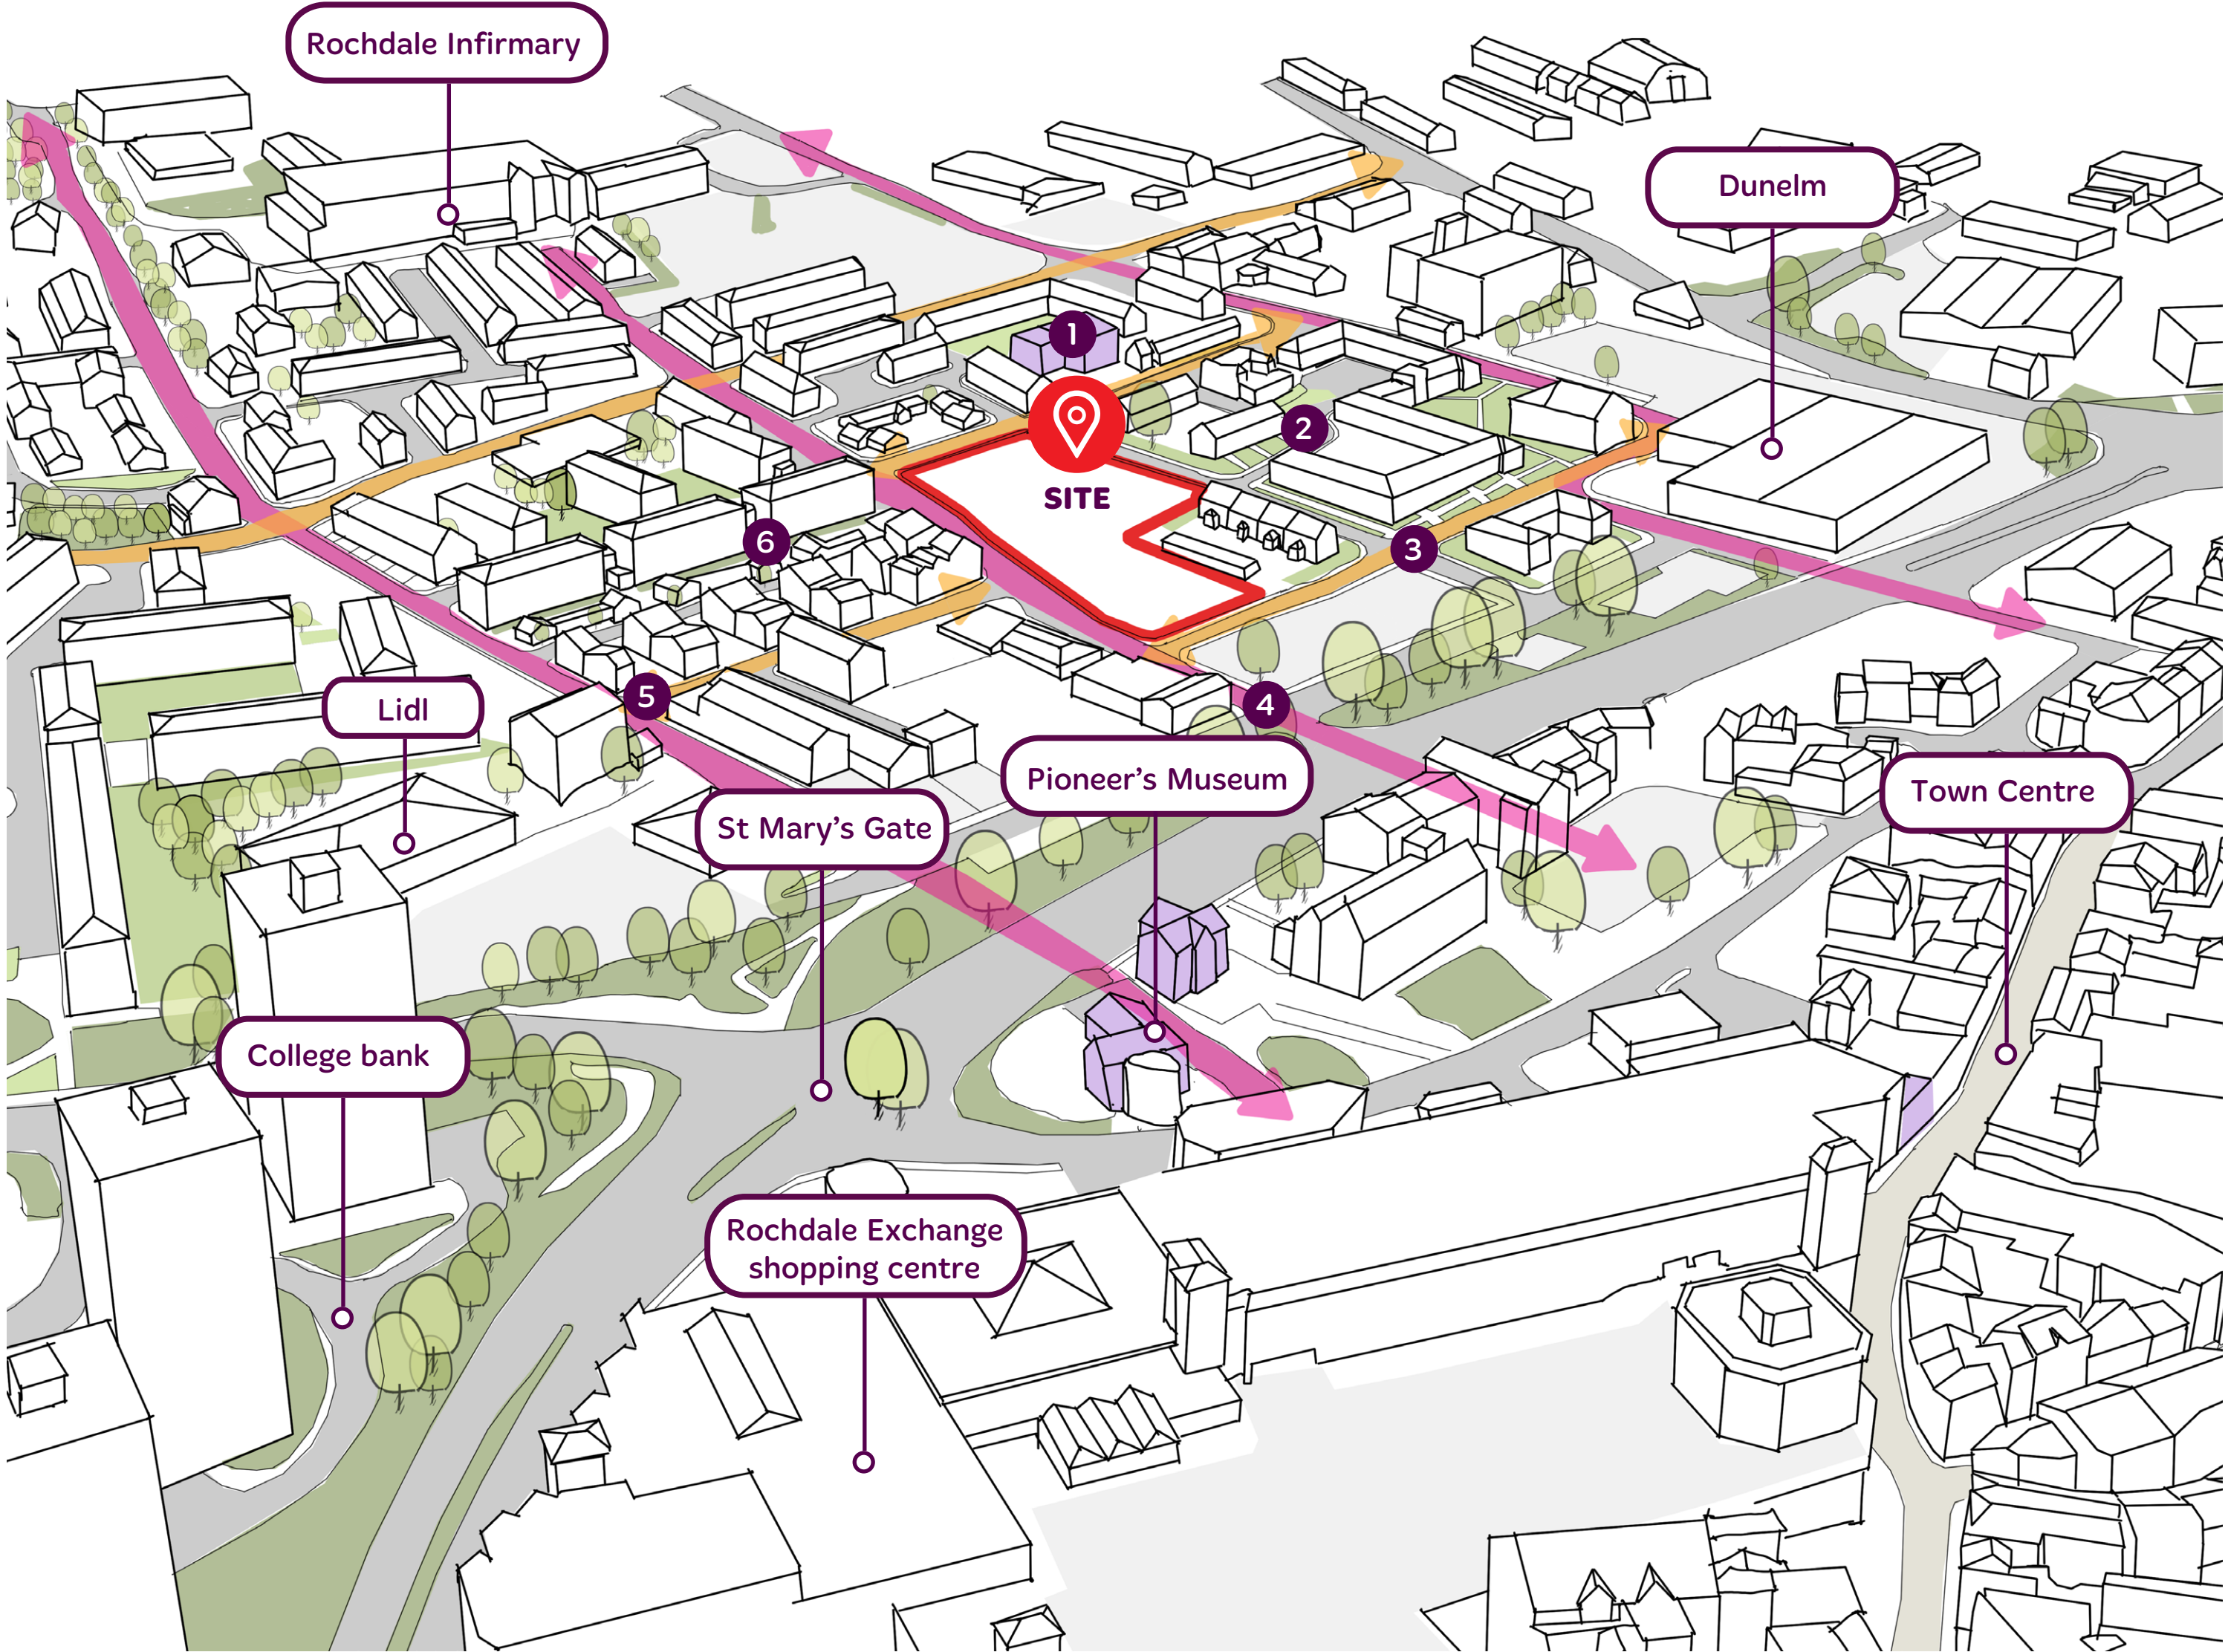 Rochdale Infirmary
Dunelm
1
2
SITE
6
3
5
4
Lidl
Pioneer’s Museum
St Mary’s Gate
Town Centre
College bank
Rochdale Exchange
shopping centre